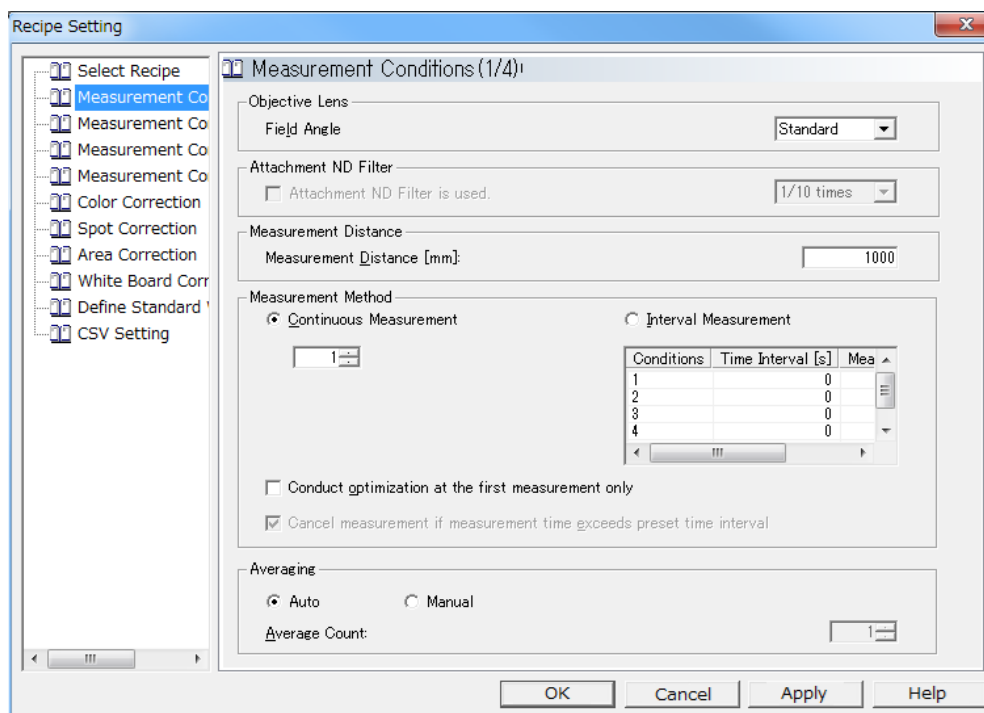 Recipe Setting
Select Recipe
Measurement Co
Measurement Co
Measurement Co
Measurement Co
Color Correction
Spot Correction
Area Correction
White Board Corr
Define Standard
CSV Setting
Measurement Conditions (1/4)
Objective Lens
Field Angle Standard
Attachment ND Filter
Attachment ND Filter is used. 1/10 times
Measurement Distance
Measurement Distance [mm]: 1000
Measurement Method
Continuous Measurement Interval Measurement
1
Conditions Time Interval [s] Mea
1 0
2 0
3 0
4 0
Conduct optimization at the first measurement only
Cancel measurement if measurement time exceeds preset time interval
Averaging
Auto Manual
Average Count: 1
OK Cancel Apply Help